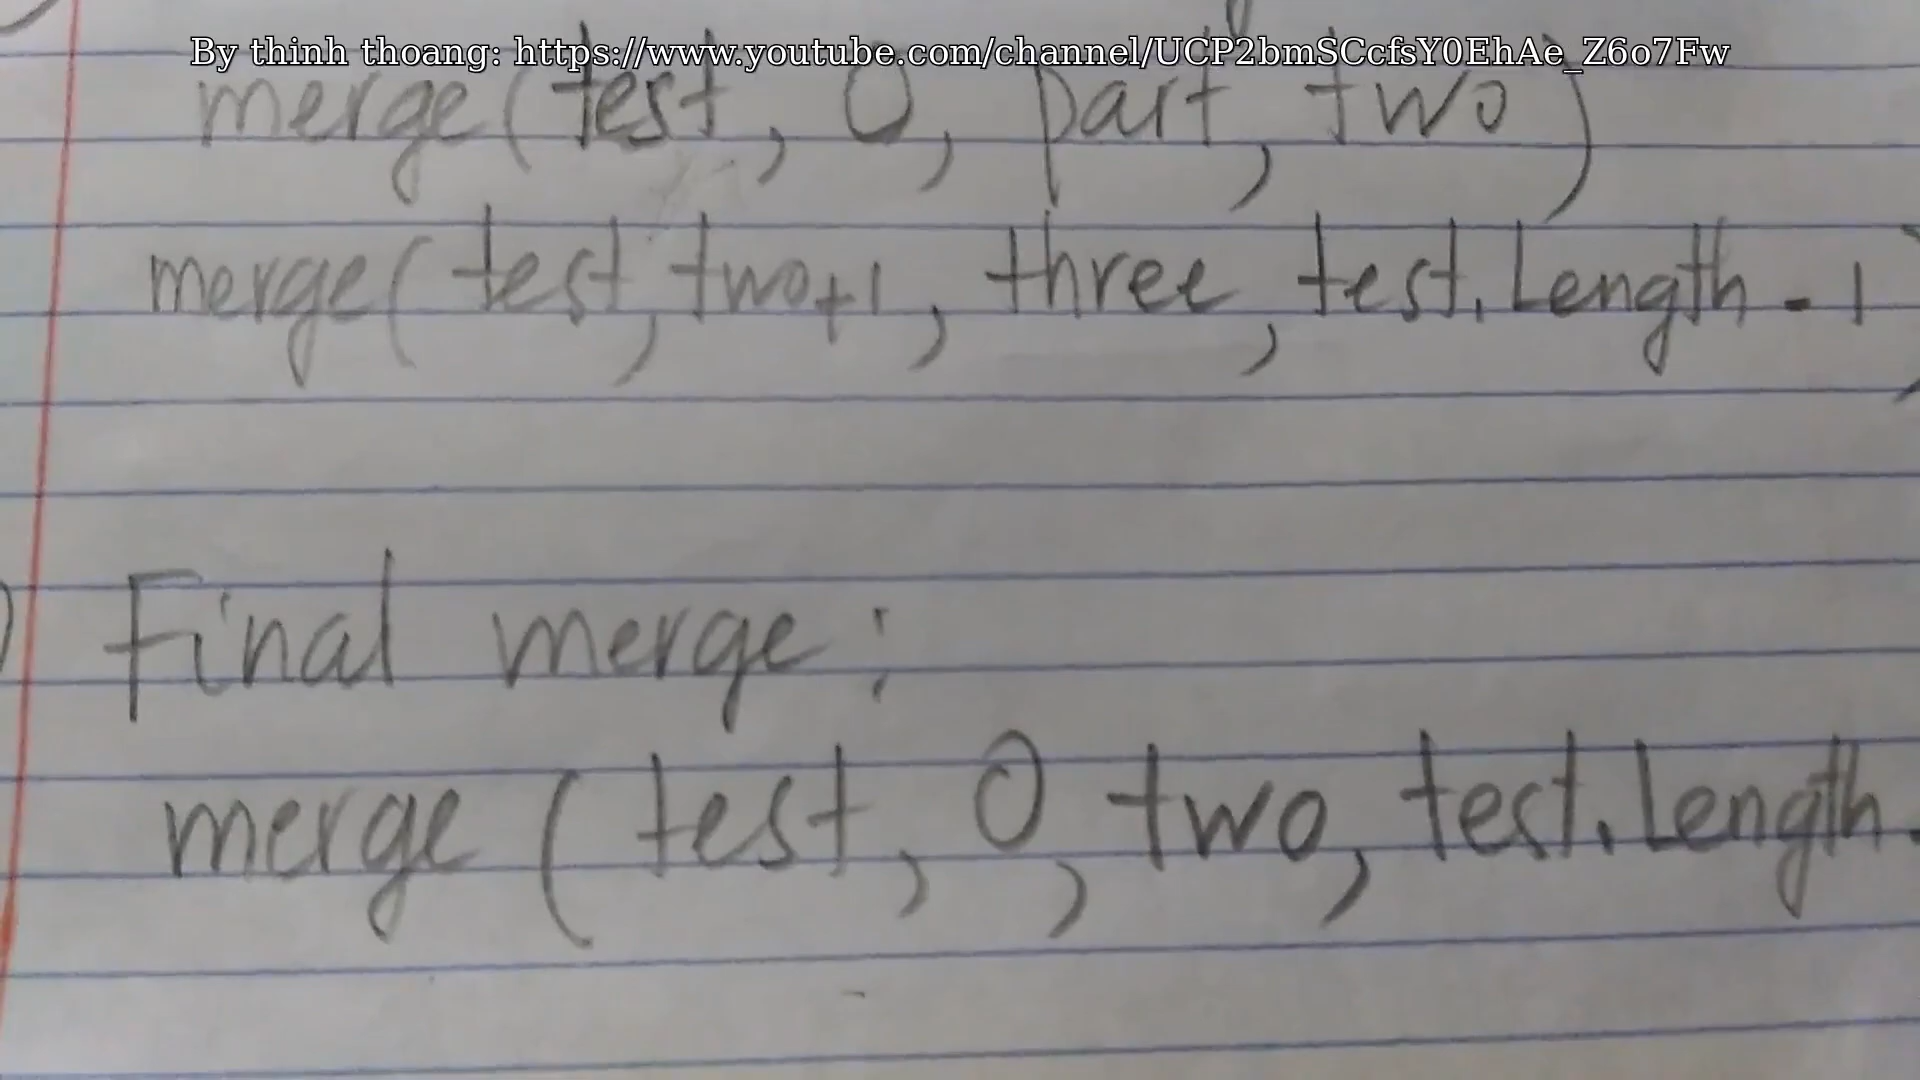 By thinh thoang: https://www.youtube.com/channel/UCP2bmSCcfsY0EhAe_Z6o7Fw
merge(test, 0, part, two)
merge(test, two+1, three, test.length - 1)
Final merge:
merge (test, 0, two, test.length